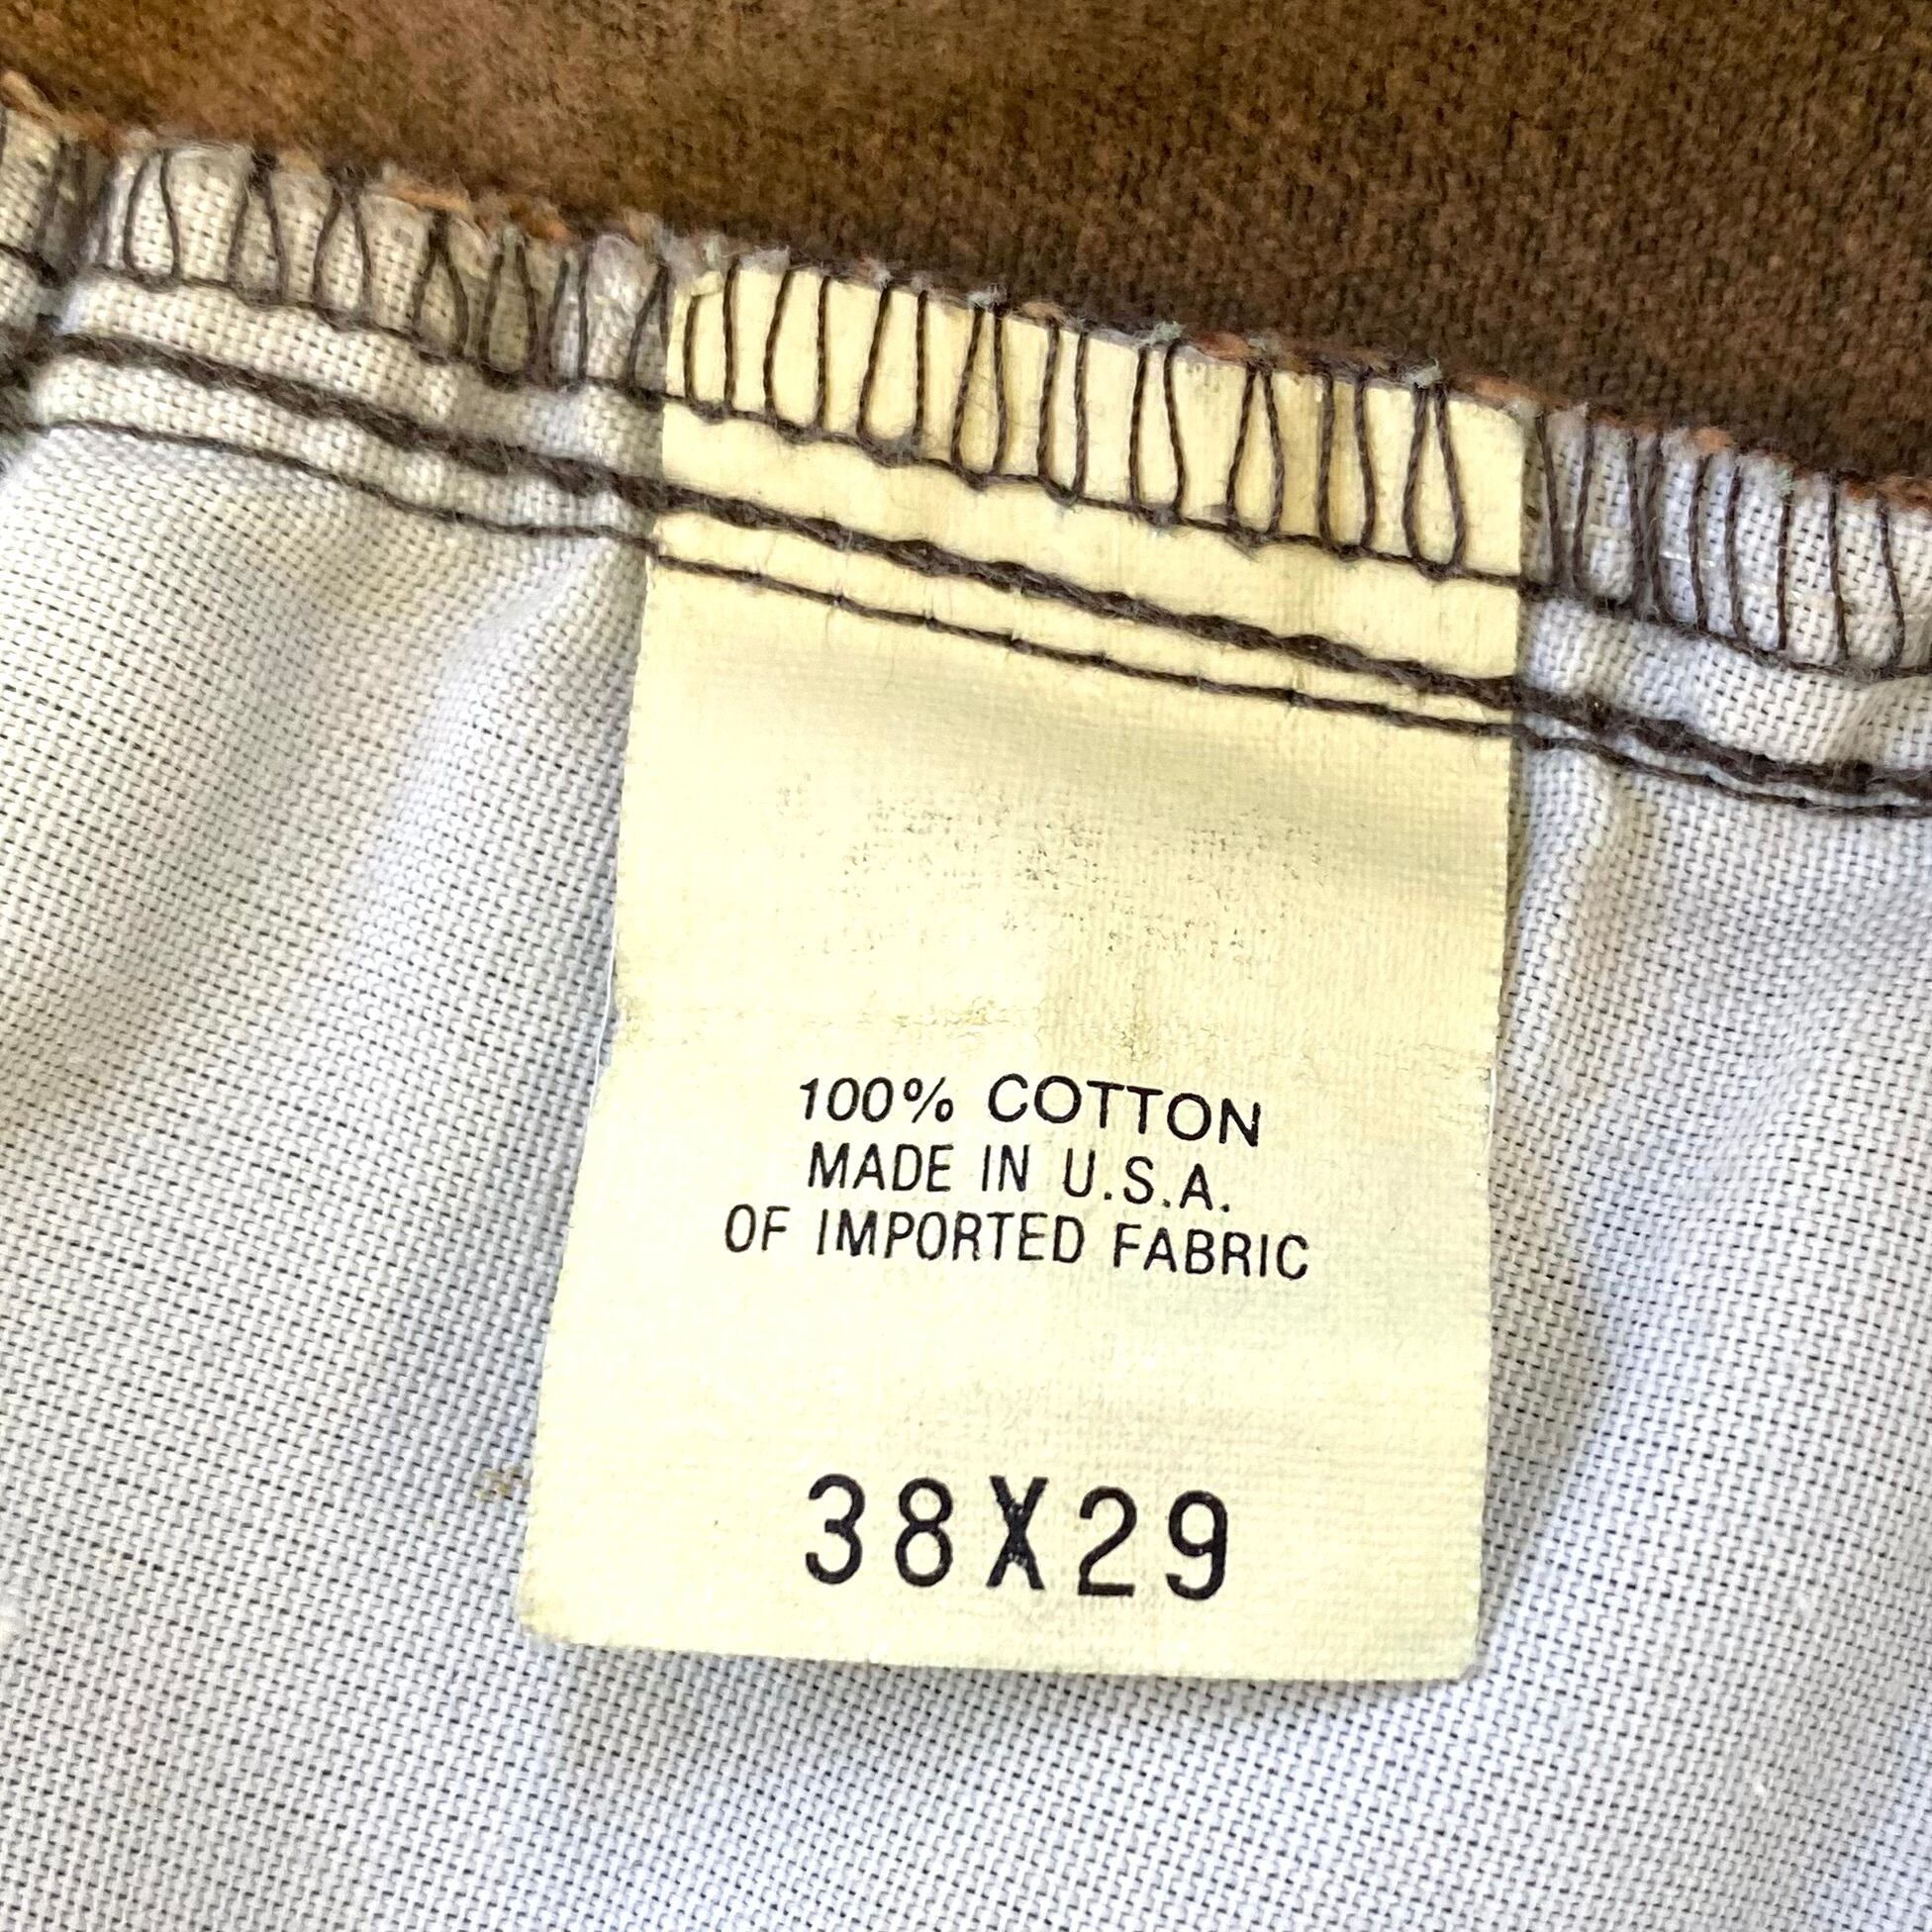 100% COTTON
MADE IN U.S.A.
OF IMPORTED FABRIC
38X29